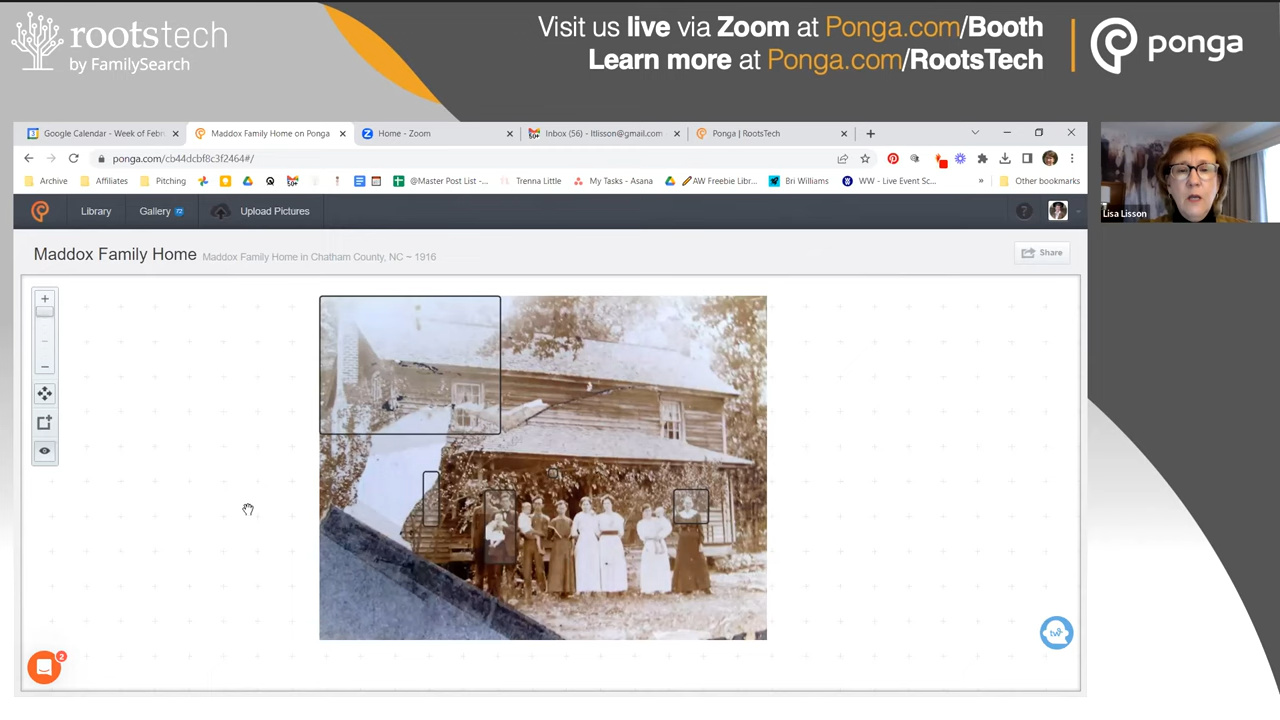 rootstech
by FamilySearch
Visit us live via Zoom at Ponga.com/Booth
Learn more at Ponga.com/RootsTech
ponga
Google Calendar - Week of Febr
Maddox Family Home on Ponga
Home - Zoom
Inbox (56) - ltlisson@gmail.com
Ponga | RootsTech
ponga.com/cb44dcbf8c3f2464#/
Archive
Affiliates
Pitching
50+
@Master Post List -...
Trenna Little
My Tasks - Asana
AW Freebie Libr...
Bri Williams
WW - Live Event Sc...
»
Other bookmarks
Lisa Lisson
Library
Gallery
Upload Pictures
?
Maddox Family Home
Maddox Family Home in Chatham County, NC ~ 1916
Share
tw
2